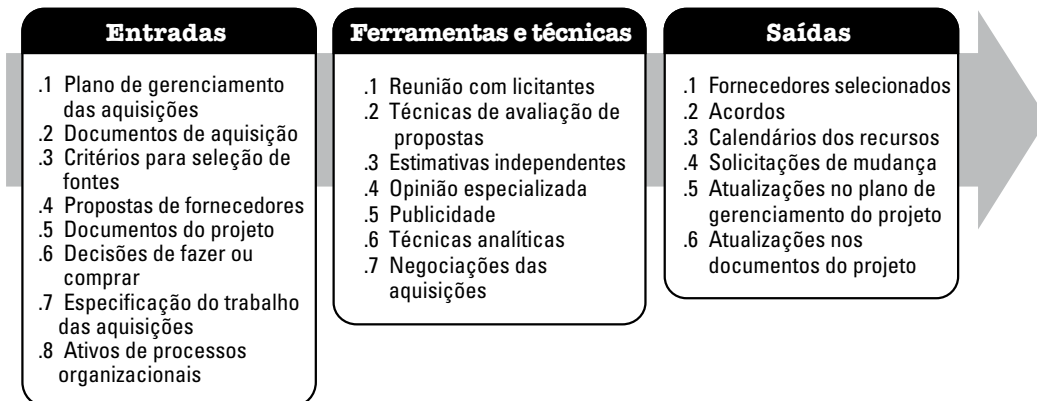 Entradas
.1 Plano de gerenciamento
das aquisições
.2 Documentos de aquisição
.3 Critérios para seleção de
fontes
.4 Propostas de fornecedores
.5 Documentos do projeto
.6 Decisões de fazer ou
comprar
.7 Especificação do trabalho
das aquisições
.8 Ativos de processos
organizacionais
Ferramentas e técnicas
.1 Reunião com licitantes
.2 Técnicas de avaliação de
propostas
.3 Estimativas independentes
.4 Opinião especializada
.5 Publicidade
.6 Técnicas analíticas
.7 Negociações das
aquisições
Saídas
.1 Fornecedores selecionados
.2 Acordos
.3 Calendários dos recursos
.4 Solicitações de mudança
.5 Atualizações no plano de
gerenciamento do projeto
.6 Atualizações nos
documentos do projeto